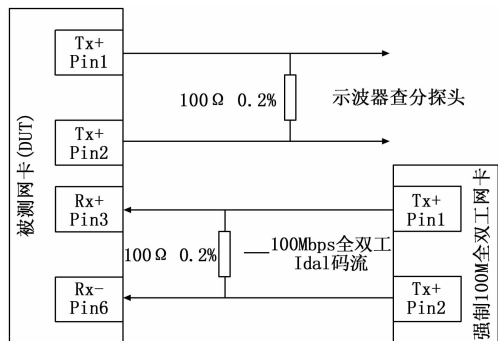 被测网卡(DUT)
Tx+
Pin1
Tx+
Pin2
Rx+
Pin3
Rx-
Pin6
100Ω 0.2%
示波器查分探头
100Ω 0.2%
100Mbps全双工
Idal码流
Tx+
Pin1
Tx+
Pin2
强制100M全双工网卡